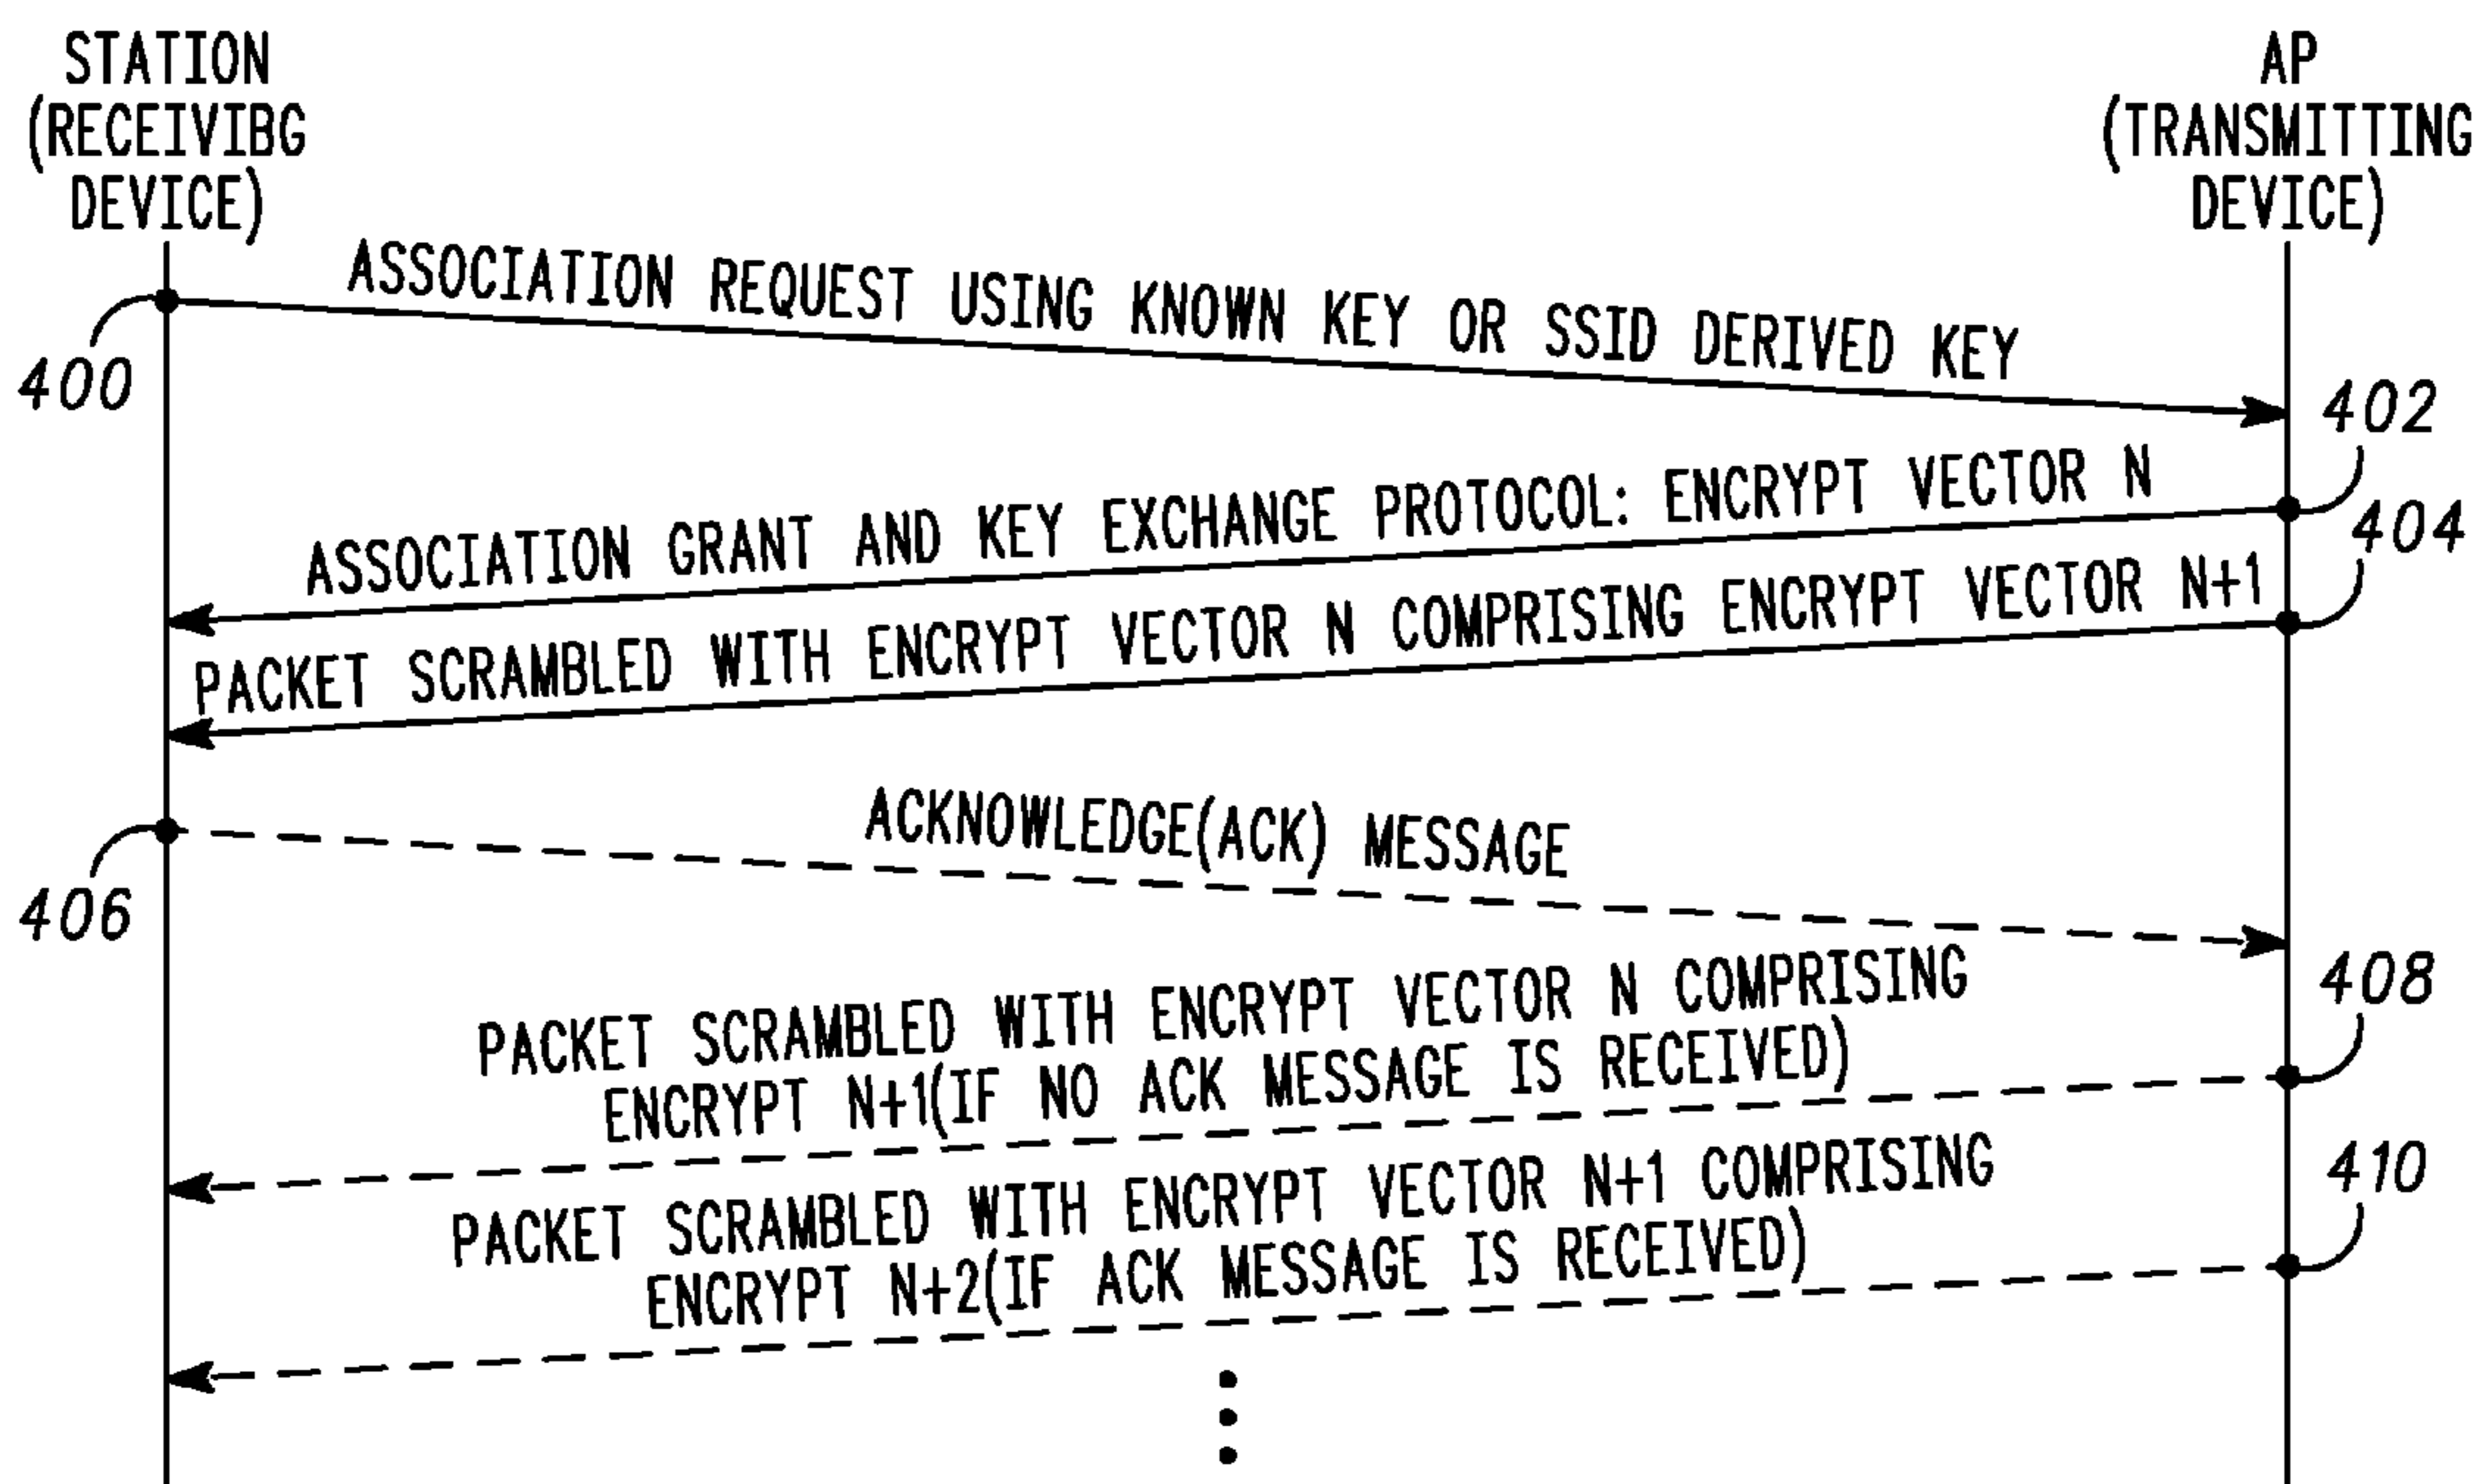 STATION
(RECEIVIBG
DEVICE)
AP
(TRANSMITTING
DEVICE)
ASSOCIATION REQUEST USING KNOWN KEY OR SSID DERIVED KEY
400
402
ASSOCIATION GRANT AND KEY EXCHANGE PROTOCOL: ENCRYPT VECTOR N
404
PACKET SCRAMBLED WITH ENCRYPT VECTOR N COMPRISING ENCRYPT VECTOR N+1
ACKNOWLEDGE(ACK) MESSAGE
406
408
PACKET SCRAMBLED WITH ENCRYPT VECTOR N COMPRISING
ENCRYPT N+1(IF NO ACK MESSAGE IS RECEIVED)
410
PACKET SCRAMBLED WITH ENCRYPT VECTOR N+1 COMPRISING
ENCRYPT N+2(IF ACK MESSAGE IS RECEIVED)